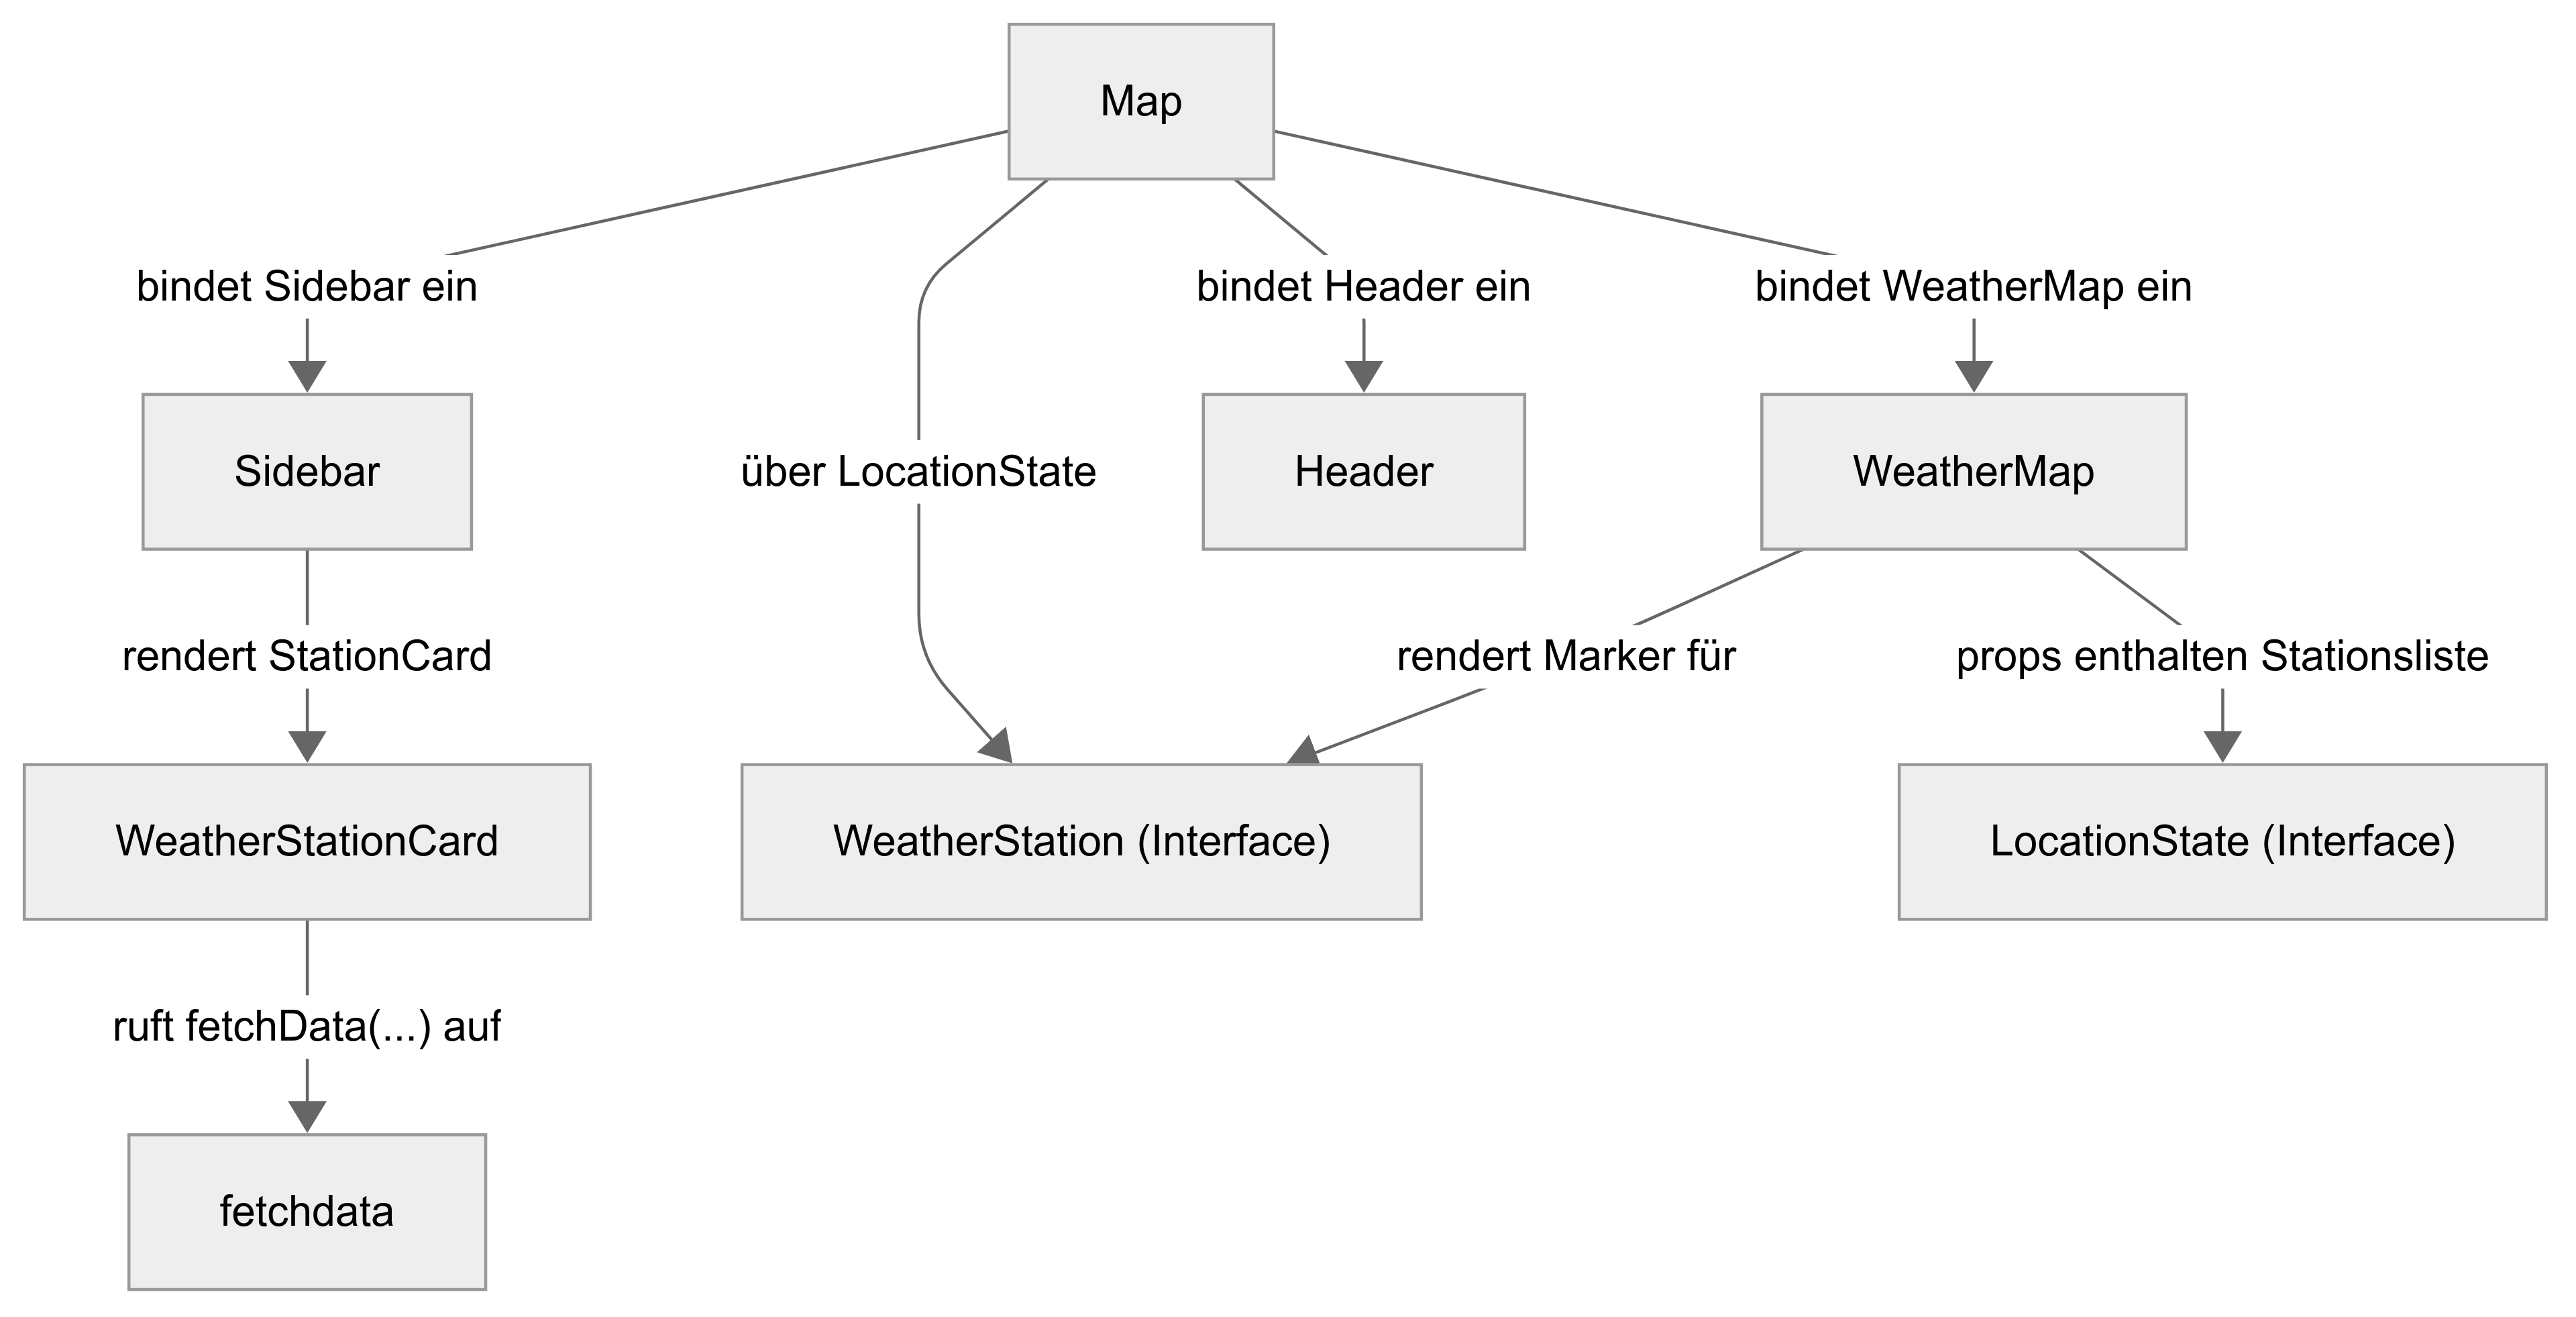 Map
bindet Sidebar ein
bindet Header ein
bindet WeatherMap ein
Sidebar
über LocationState
Header
WeatherMap
rendert StationCard
rendert Marker für
props enthalten Stationsliste
WeatherStationCard
WeatherStation (Interface)
LocationState (Interface)
ruft fetchData(...) auf
fetchdata